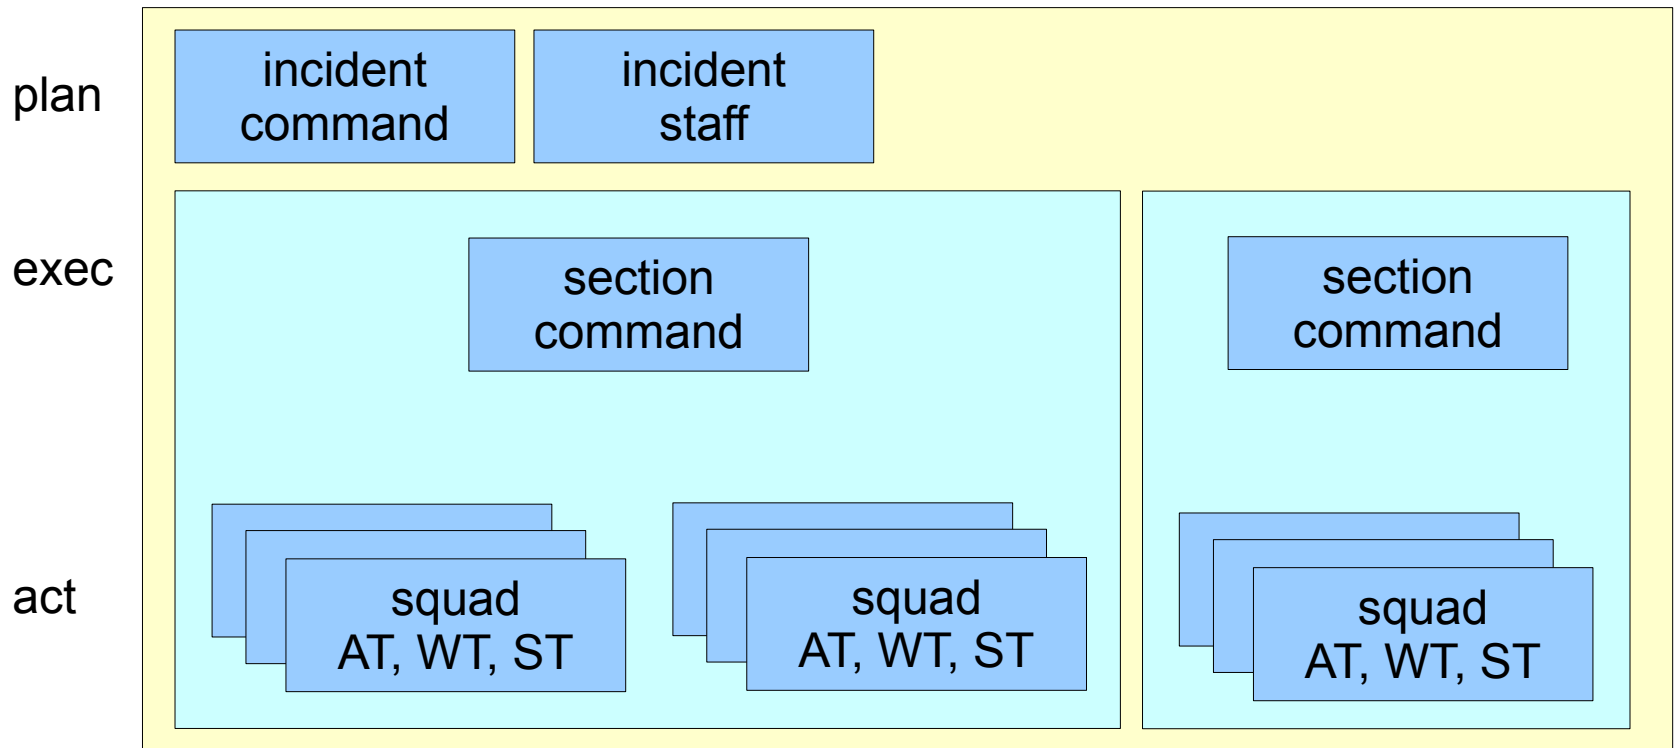 plan
incident
command
incident
staff
exec
section
command
section
command
act
squad
AT, WT, ST
squad
AT, WT, ST
squad
AT, WT, ST